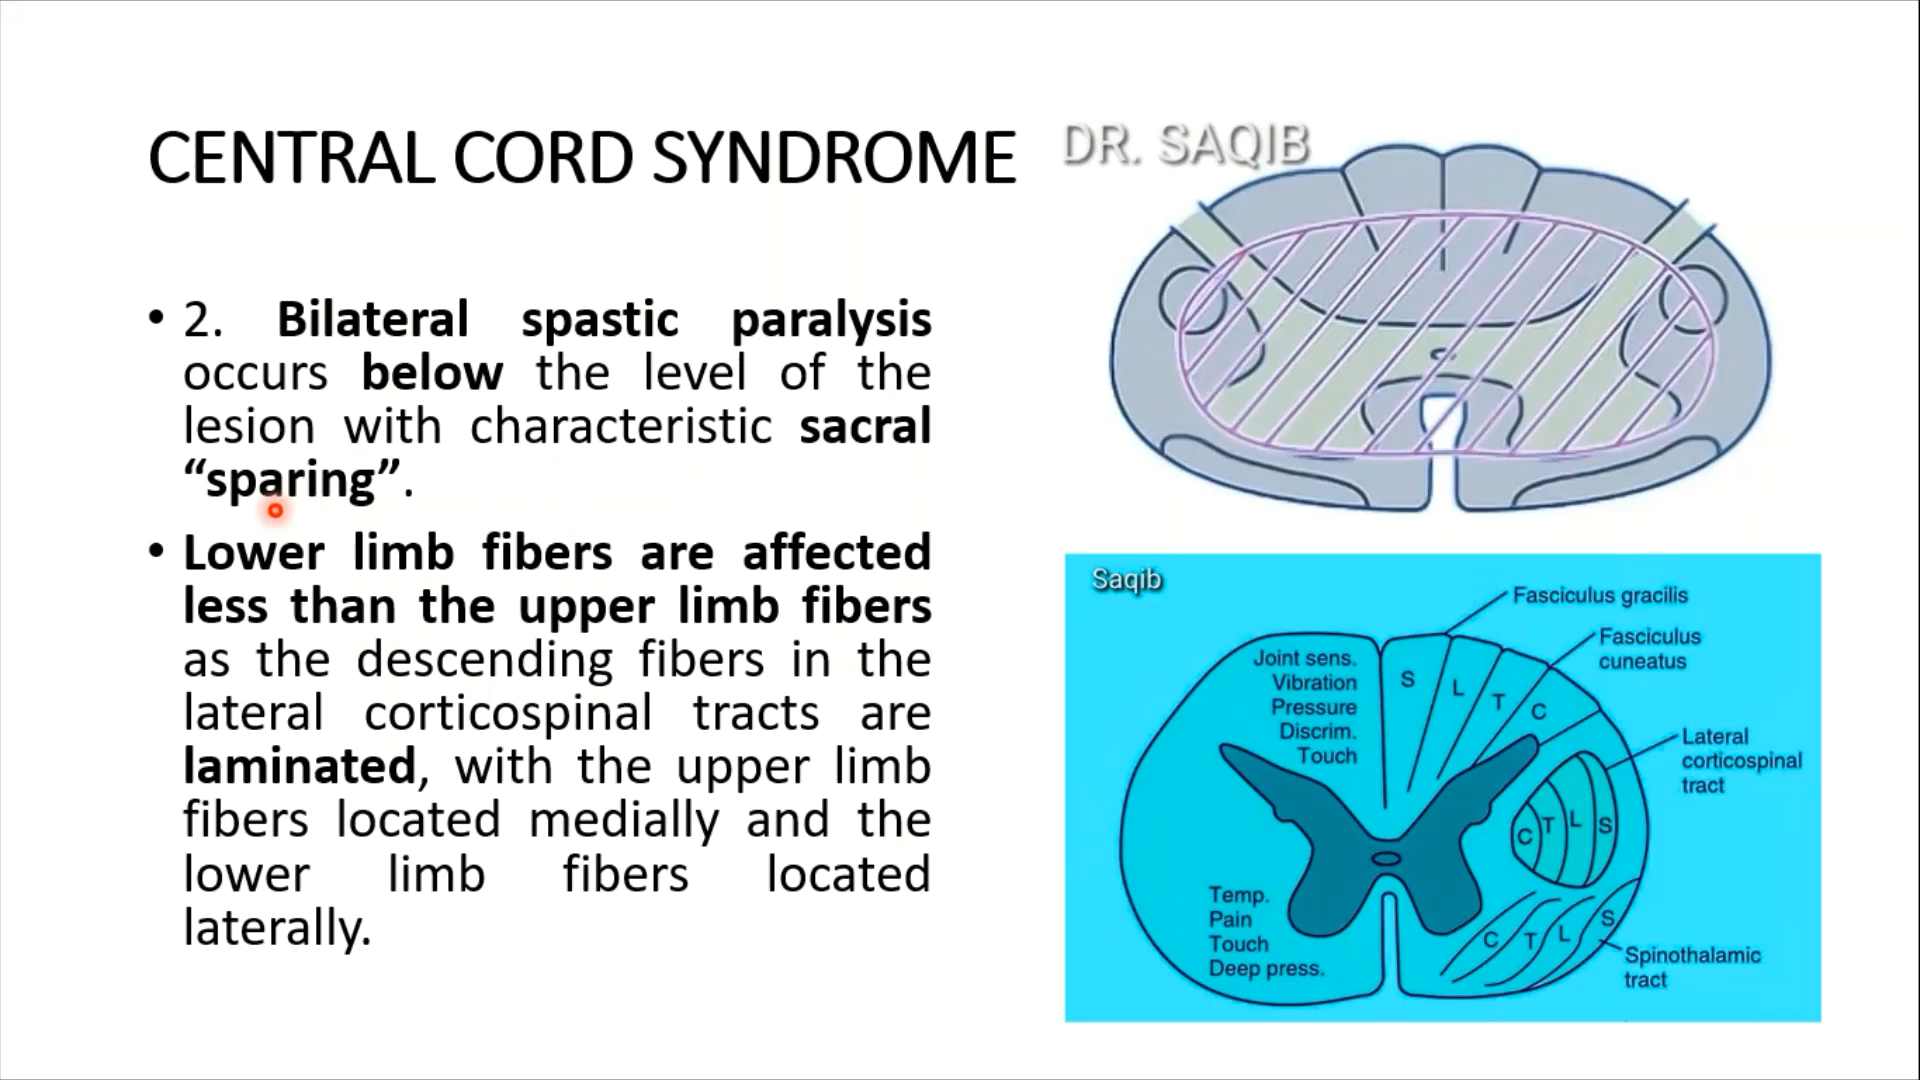 CENTRAL CORD SYNDROME
DR. SAQIB
• 2. Bilateral spastic paralysis
occurs below the level of the
lesion with characteristic sacral
“sparing”.
• Lower limb fibers are affected
less than the upper limb fibers
as the descending fibers in the
lateral corticospinal tracts are
laminated, with the upper limb
fibers located medially and the
lower limb fibers located
laterally.
Saqib
Fasciculus gracilis
Fasciculus
cuneatus
Joint sens.
Vibration
Pressure
Discrim.
Touch
S L T C
Lateral
corticospinal
tract
C T L S
Temp.
Pain
Touch
Deep press.
C T L S
Spinothalamic
tract